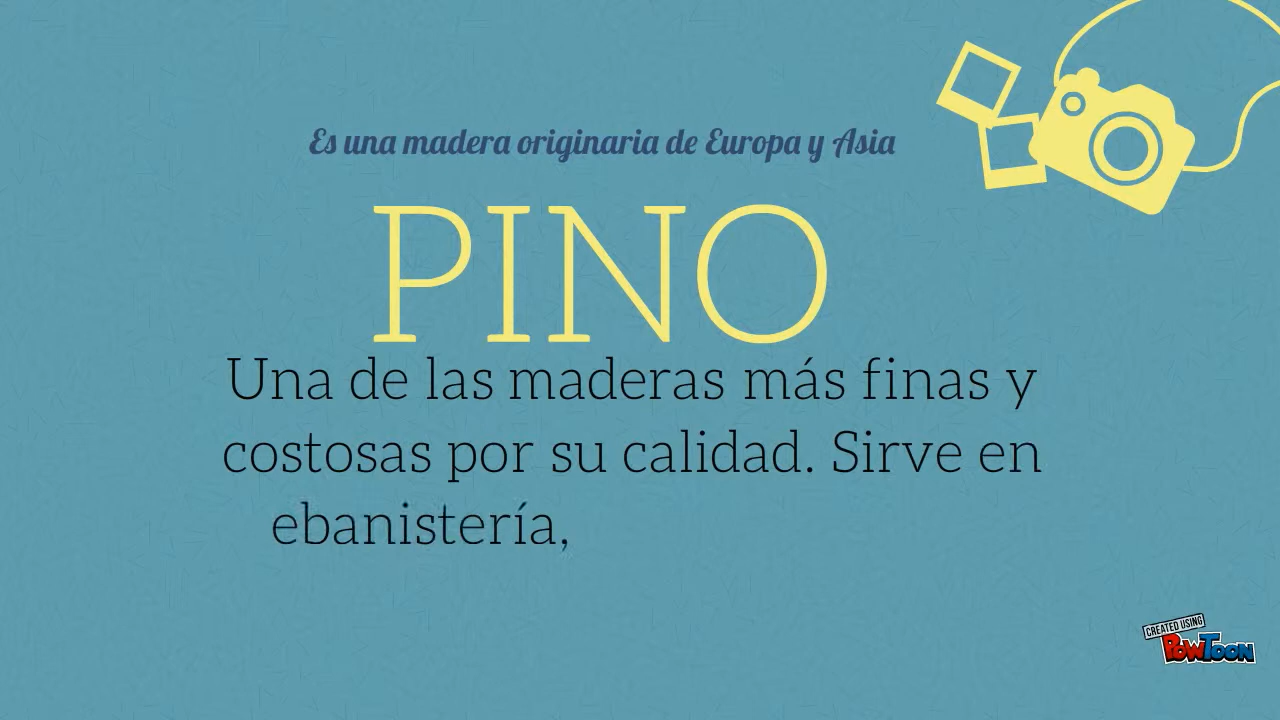 Es una madera originaria de Europa y Asia
PINO
Una de las maderas más finas y
costosas por su calidad. Sirve en
ebanistería,
CREATED USING
PowToon